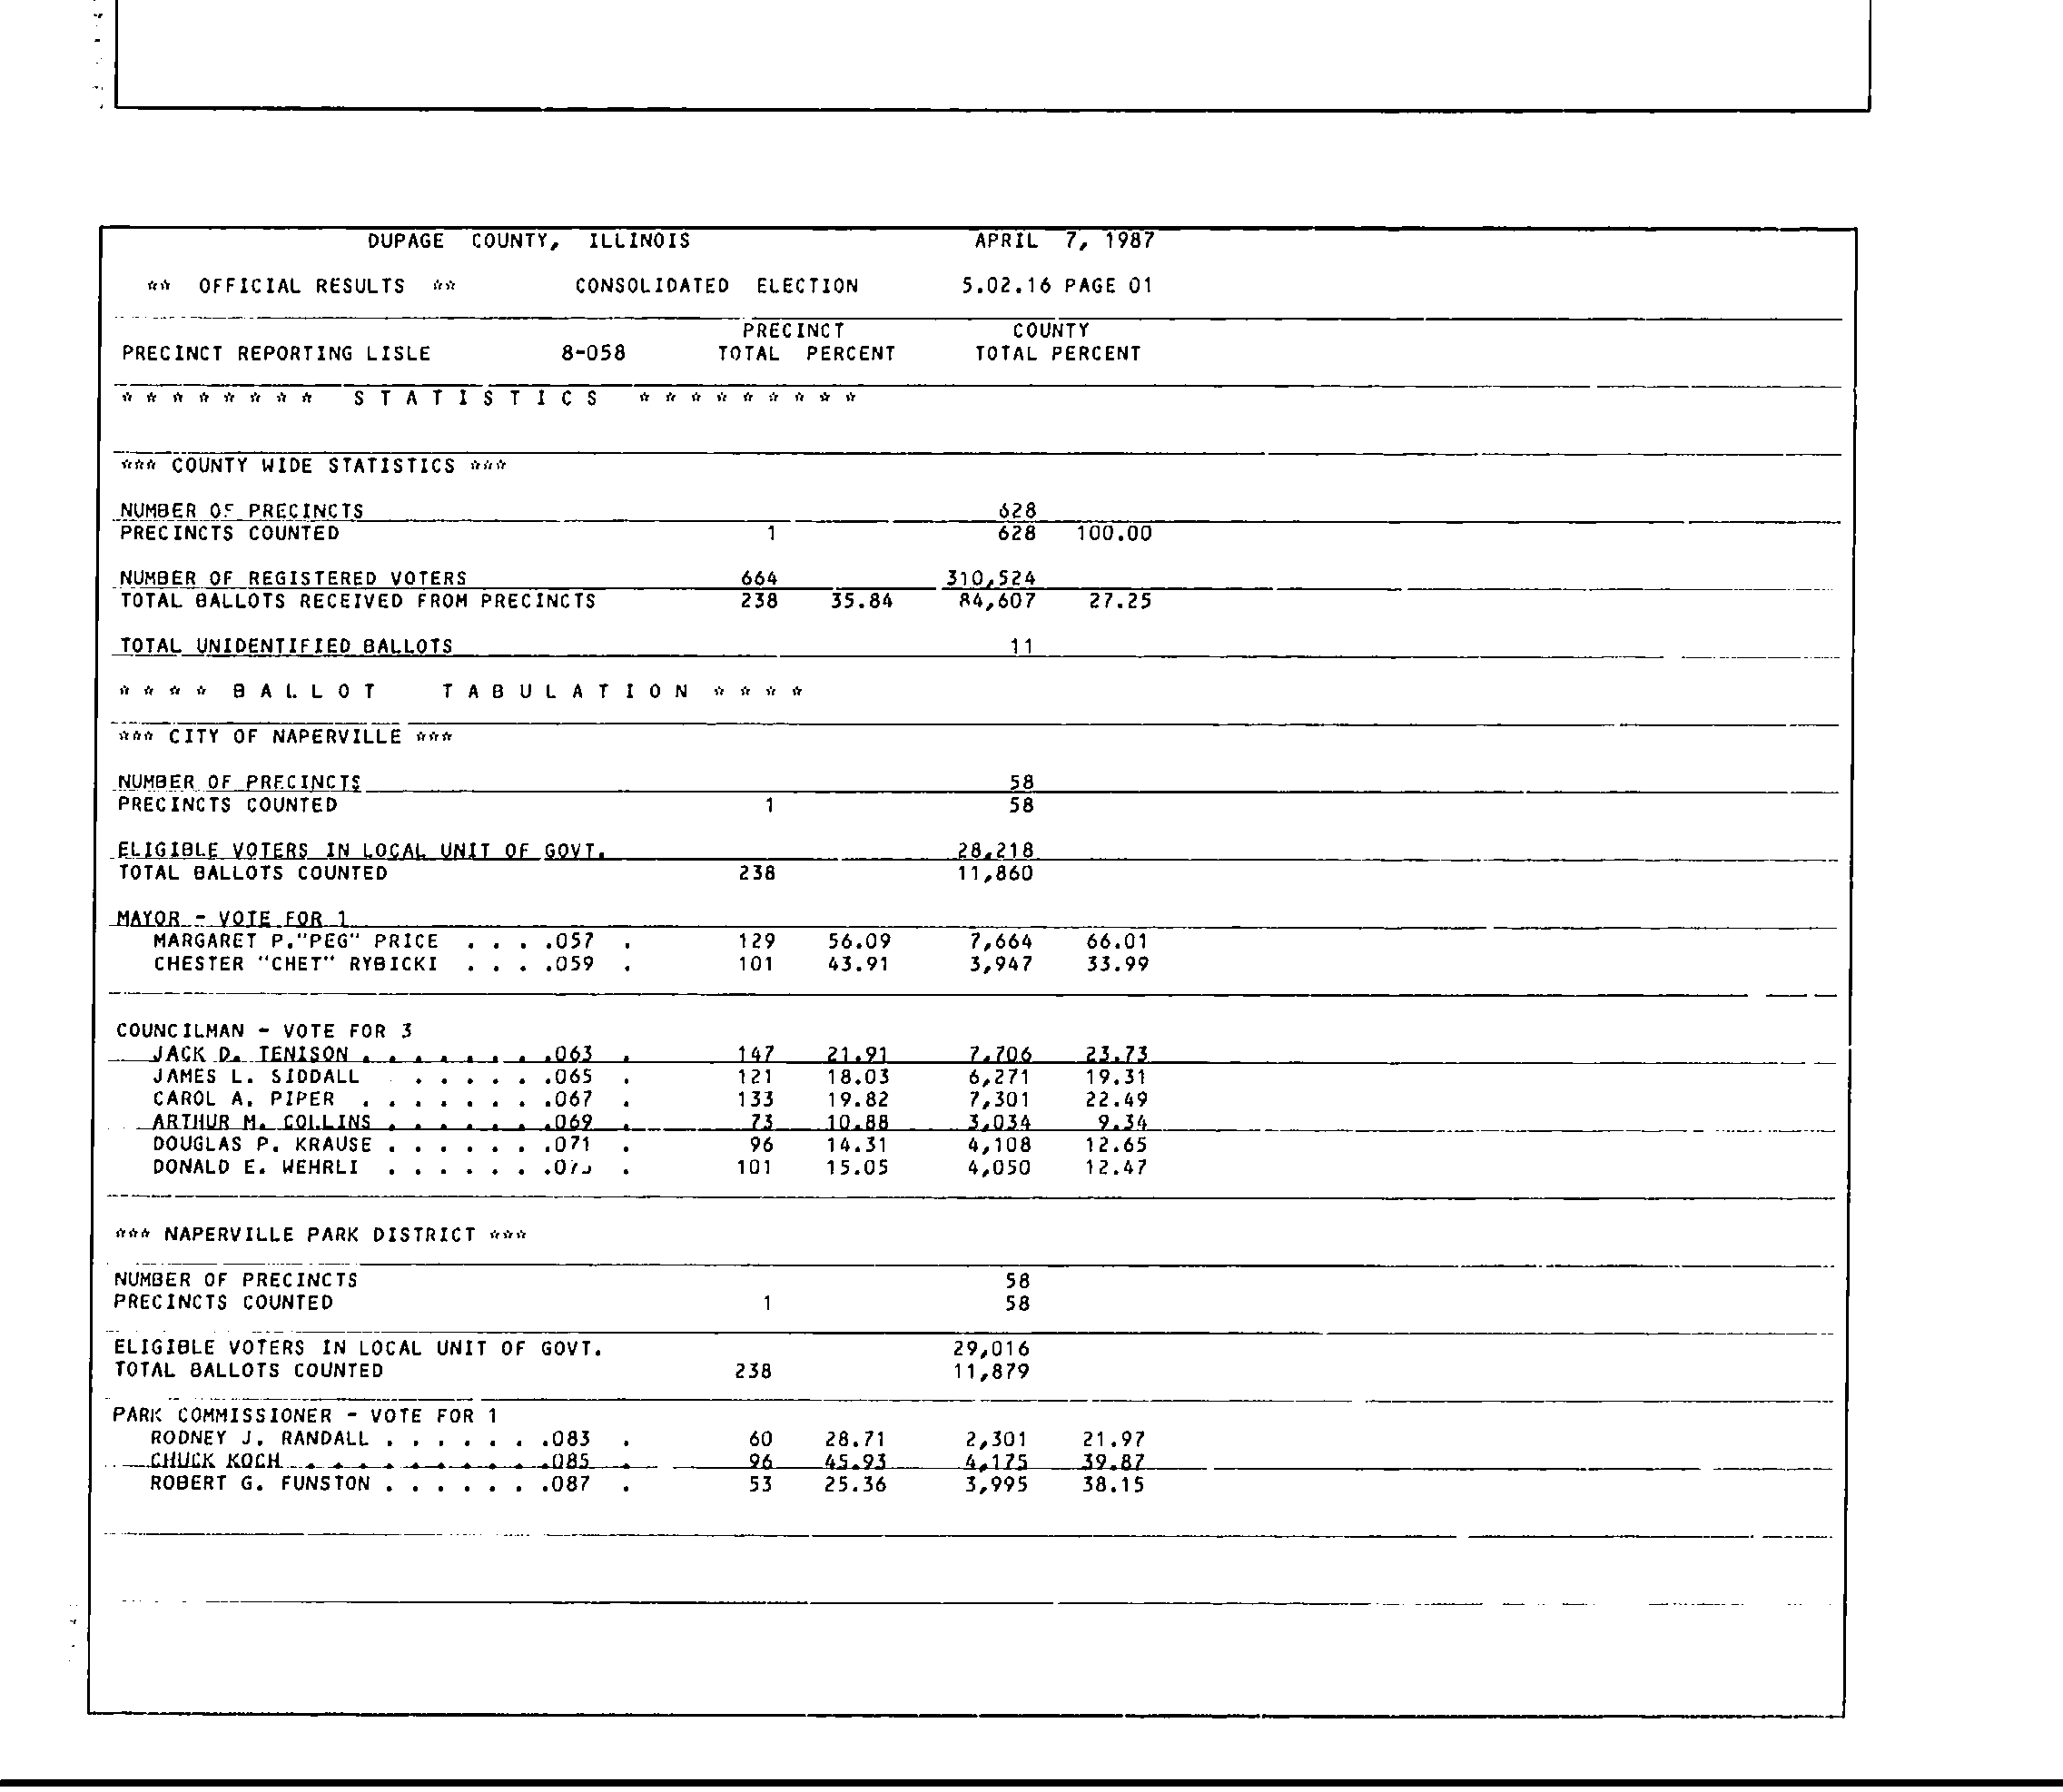 DUPAGE COUNTY, ILLINOIS APRIL 7, 1987
** OFFICIAL RESULTS ** CONSOLIDATED ELECTION 5.02.16 PAGE 01
PRECINCT COUNTY
PRECINCT REPORTING LISLE 8-058 TOTAL PERCENT TOTAL PERCENT
* * * * * * * * S T A T I S T I C S * * * * * * * * *
*** COUNTY WIDE STATISTICS ***
NUMBER OF PRECINCTS 628
PRECINCTS COUNTED 1 628 100.00
NUMBER OF REGISTERED VOTERS 664 310,524
TOTAL BALLOTS RECEIVED FROM PRECINCTS 238 35.84 84,607 27.25
TOTAL UNIDENTIFIED BALLOTS 11
* * * * B A L L O T T A B U L A T I O N * * * *
*** CITY OF NAPERVILLE ***
NUMBER OF PRECINCTS 58
PRECINCTS COUNTED 1 58
ELIGIBLE VOTERS IN LOCAL UNIT OF GOVT. 28,218
TOTAL BALLOTS COUNTED 238 11,860
MAYOR - VOTE FOR 1
MARGARET P."PEG" PRICE . . . .057 . 129 56.09 7,664 66.01
CHESTER "CHET" RYBICKI . . . .059 . 101 43.91 3,947 33.99
COUNCILMAN - VOTE FOR 3
JACK D. TENISON . . . . . . . .063 . 147 21.91 7,706 23.73
JAMES L. SIDDALL . . . . . .065 . 121 18.03 6,271 19.31
CAROL A. PIPER . . . . . . . .067 . 133 19.82 7,301 22.49
ARTHUR M. COLLINS . . . . . . .069 . 73 10.88 3,034 9.34
DOUGLAS P. KRAUSE . . . . . . .071 . 96 14.31 4,108 12.65
DONALD E. WEHRLI . . . . . . . . 101 15.05 4,050 12.47
*** NAPERVILLE PARK DISTRICT ***
NUMBER OF PRECINCTS 58
PRECINCTS COUNTED 1 58
ELIGIBLE VOTERS IN LOCAL UNIT OF GOVT. 29,016
TOTAL BALLOTS COUNTED 238 11,879
PARK COMMISSIONER - VOTE FOR 1
RODNEY J. RANDALL . . . . . . .083 . 60 28.71 2,301 21.97
CHUCK KOCH . . . . . . . . . .085 . 96 45.93 4,175 39.87
ROBERT G. FUNSTON . . . . . . .087 . 53 25.36 3,995 38.15